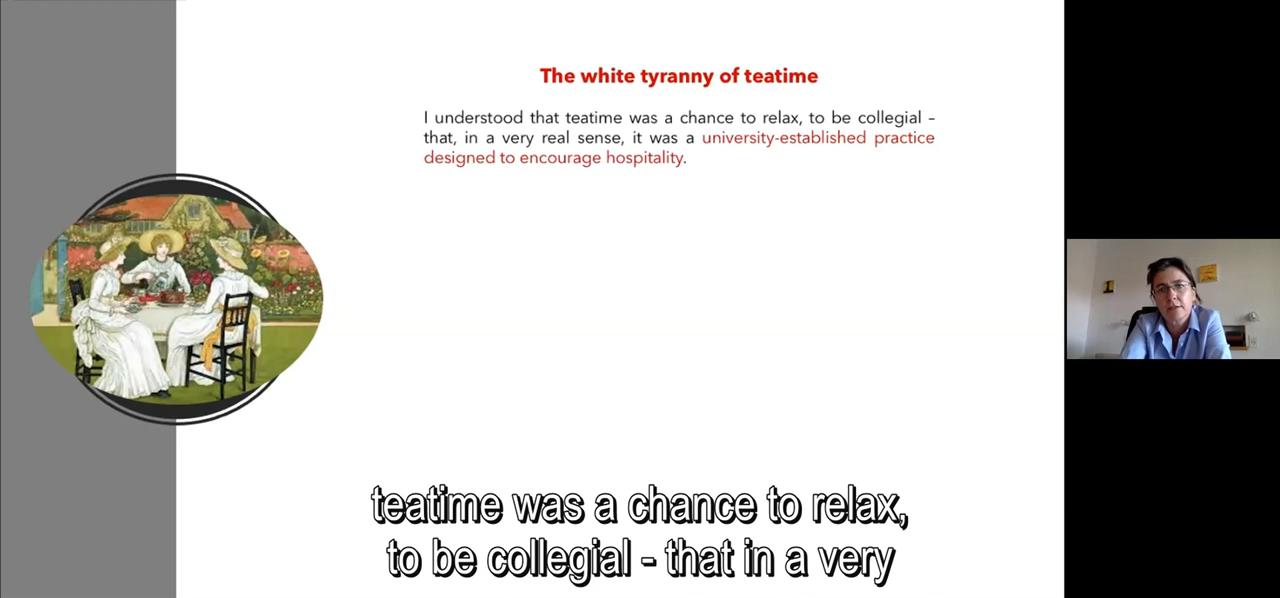 The white tyranny of teatime
I understood that teatime was a chance to relax, to be collegial –
that, in a very real sense, it was a university-established practice
designed to encourage hospitality.
teatime was a chance to relax,
to be collegial - that in a very